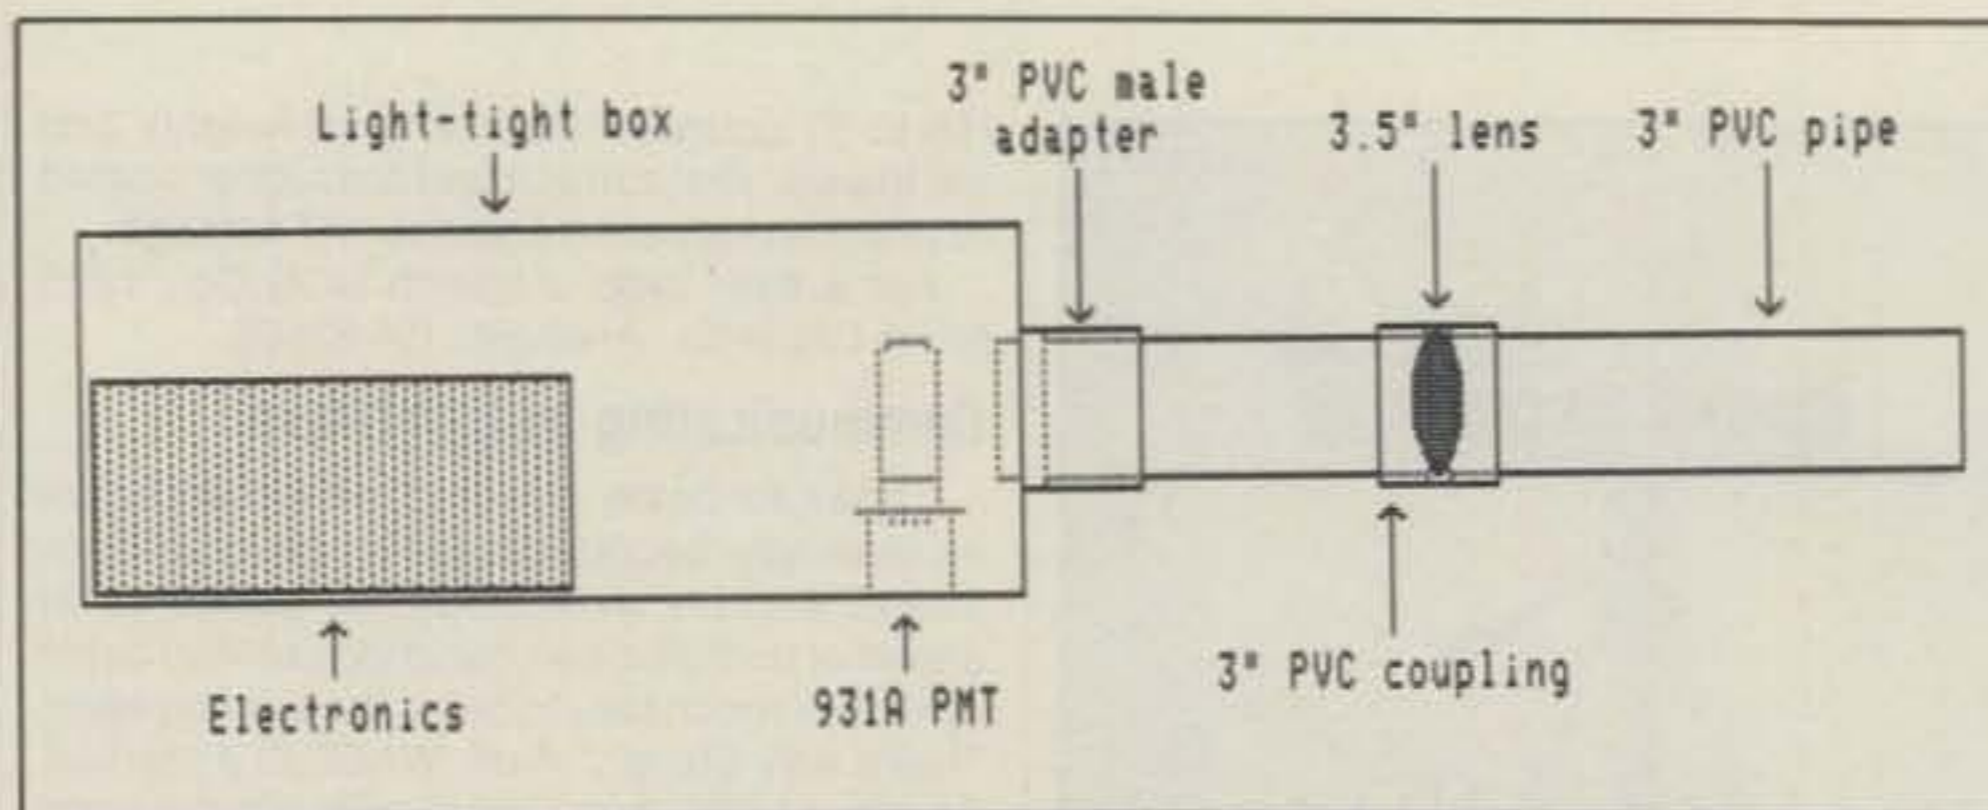 Light-tight box
3" PVC male
adapter
3.5" lens
3" PVC pipe
Electronics
931A PMT
3" PVC coupling